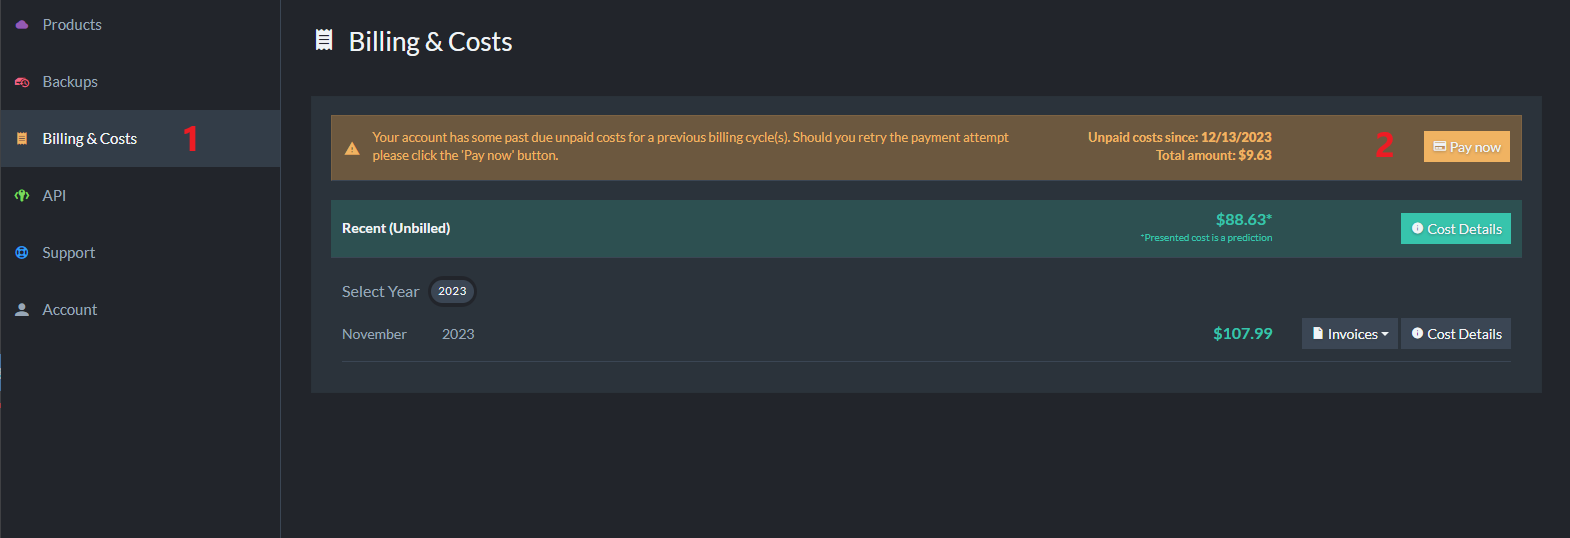 Products
Backups
Billing & Costs 1
API
Support
Account
Billing & Costs
Your account has some past due unpaid costs for a previous billing cycle(s). Should you retry the payment attempt
please click the 'Pay now' button.
Unpaid costs since: 12/13/2023
Total amount: $9.63
2
Pay now
Recent (Unbilled)
$88.63*
*Presented cost is a prediction
Cost Details
Select Year 2023
November 2023 $107.99 Invoices Cost Details